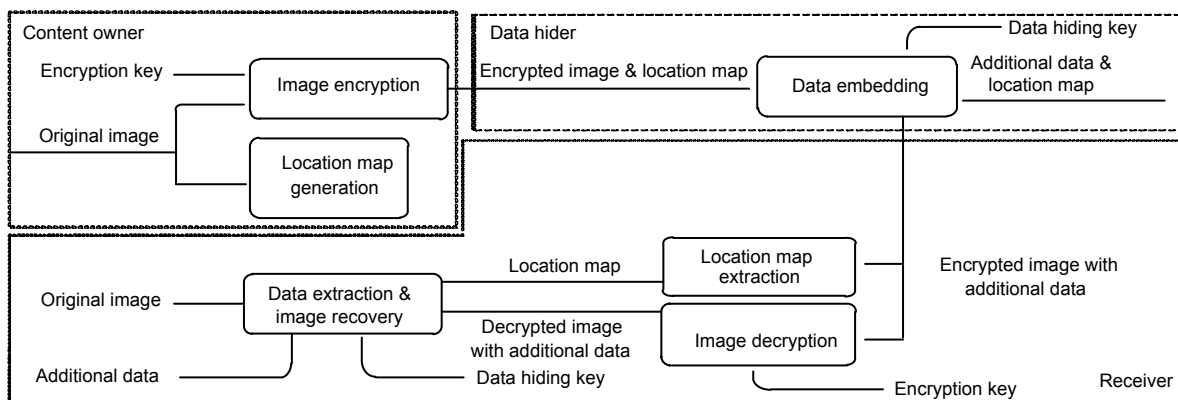 Content owner
Encryption key
Image encryption
Original image
Location map
generation
Data hider
Data hiding key
Encrypted image & location map
Data embedding
Additional data &
location map
Location map
Location map
extraction
Encrypted image with
additional data
Original image
Data extraction &
image recovery
Decrypted image
with additional data
Image decryption
Additional data
Data hiding key
Encryption key
Receiver